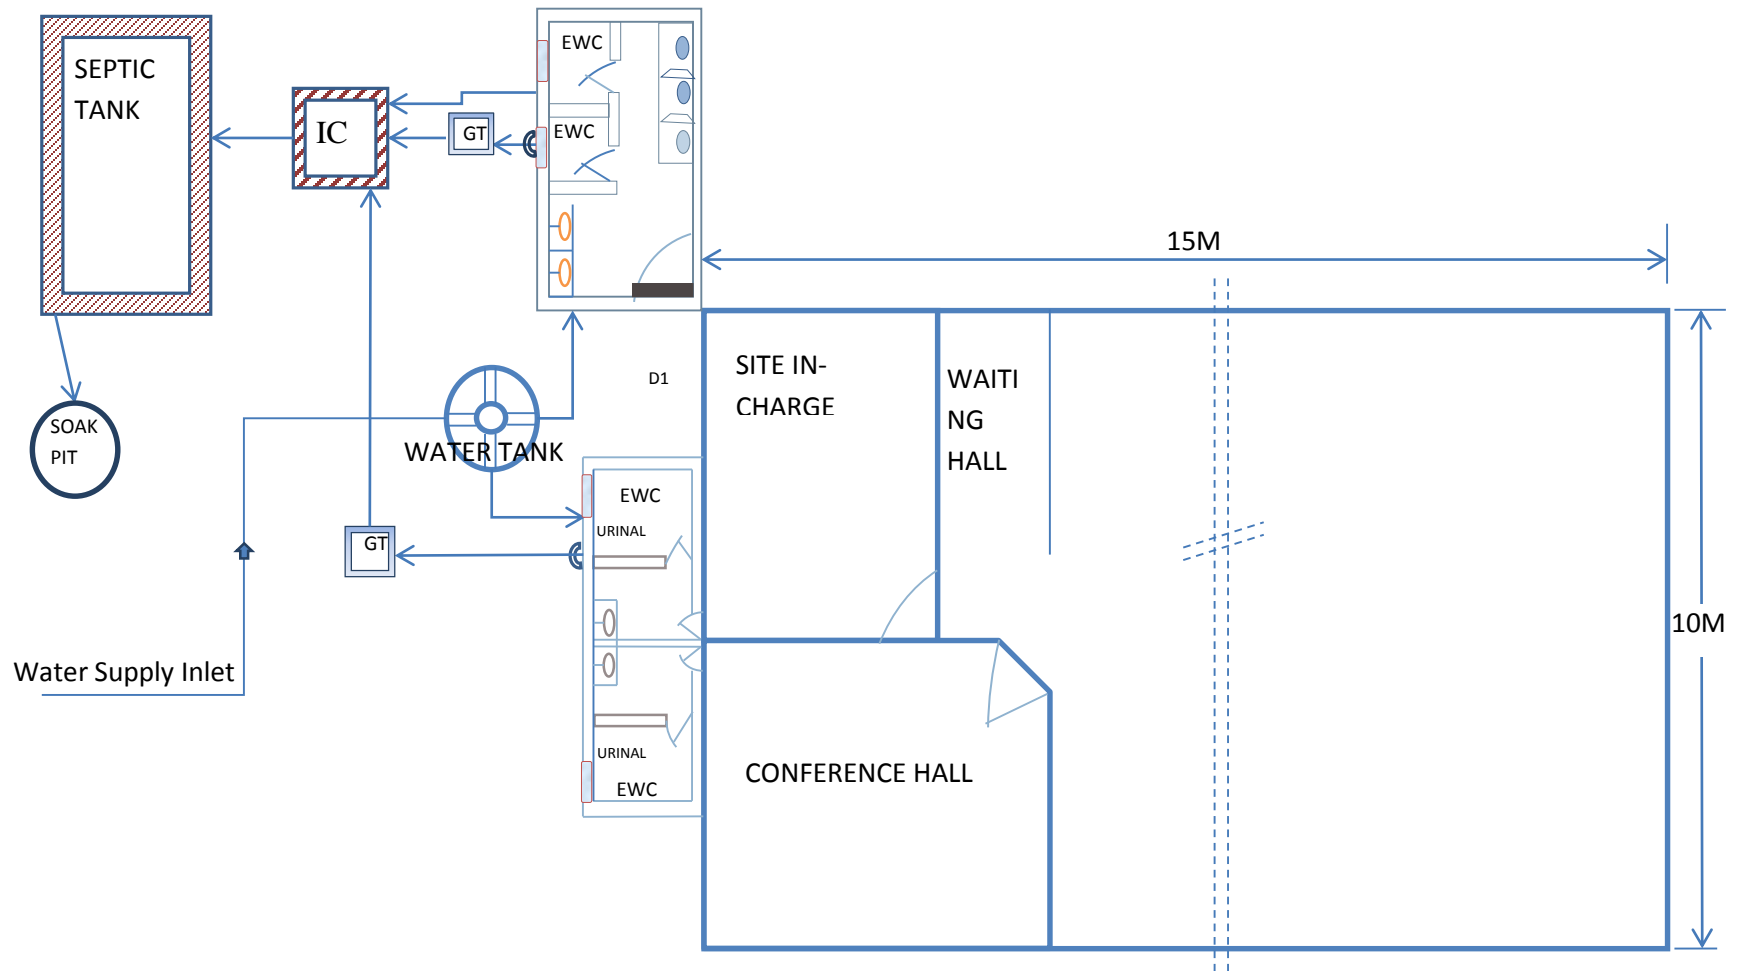 SEPTIC
TANK
IC
GT
EWC
EWC
15M
D1
SITE IN-
CHARGE
WAITI
NG
HALL
SOAK
PIT
WATER TANK
EWC
URINAL
GT
10M
Water Supply Inlet
URINAL
EWC
CONFERENCE HALL